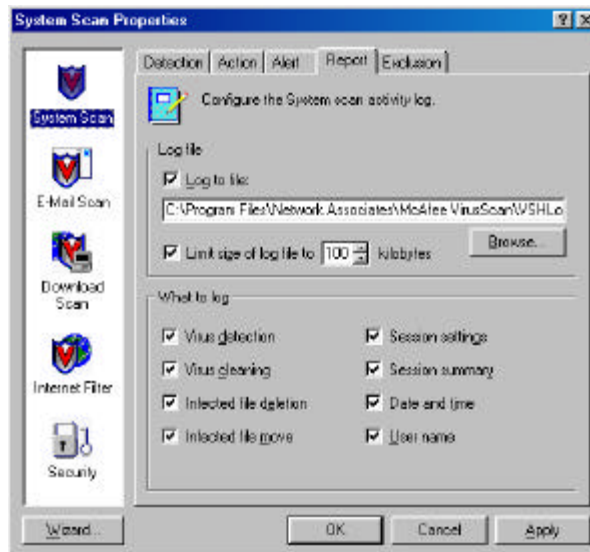 System Scan Properties
Detection Action Alert Report Exclusion
System Scan
E-Mail Scan
Download
Scan
Internet Filter
Security
Wizard...
Configure the System scan activity log.
Log file
Log to file:
C:\Program Files\Network Associates\McAfee VirusScan\VSHLo
Limit size of log file to 100 kilobytes
Browse...
What to log
Virus detection
Session settings
Virus cleaning
Session summary
Infected file deletion
Date and time
Infected file move
User name
OK
Cancel
Apply